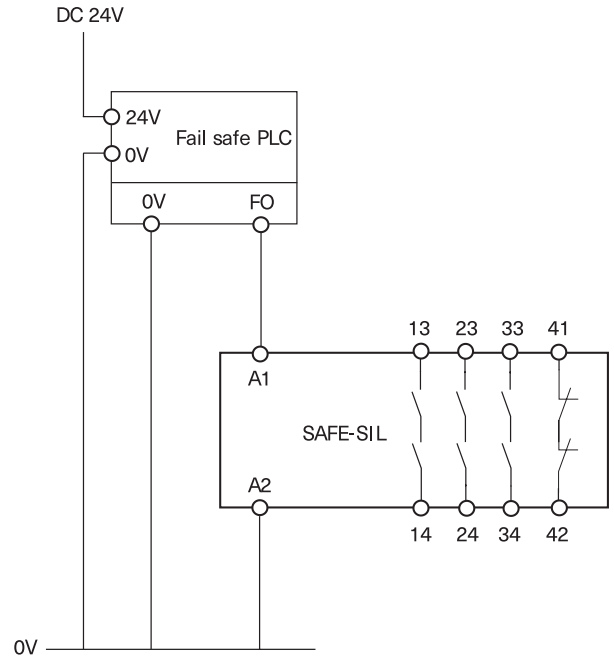 DC 24V
24V
Fail safe PLC
0V
0V FO
13 23 33 41
A1
SAFE-SIL
A2
14 24 34 42
0V